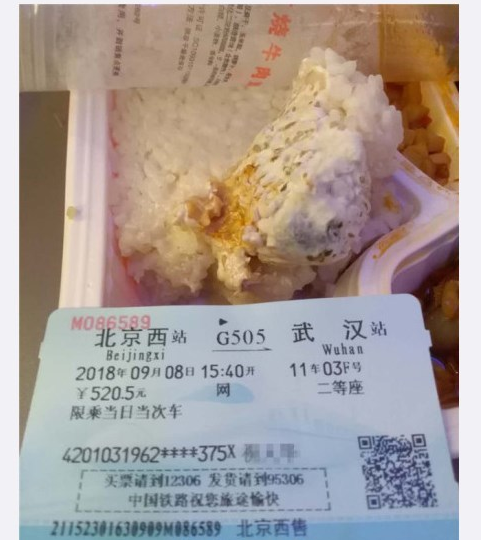 烧牛肉
M086589
北京西站 G505 武汉站
Beijingxi Wuhan
2018年09月08日 15:40开 11车03F号
¥520.5元 网 二等座
限乘当日当次车
4201031962****375X
买票请到12306 发货请到95306
中国铁路祝您旅途愉快
21152301630909M086589 北京西售